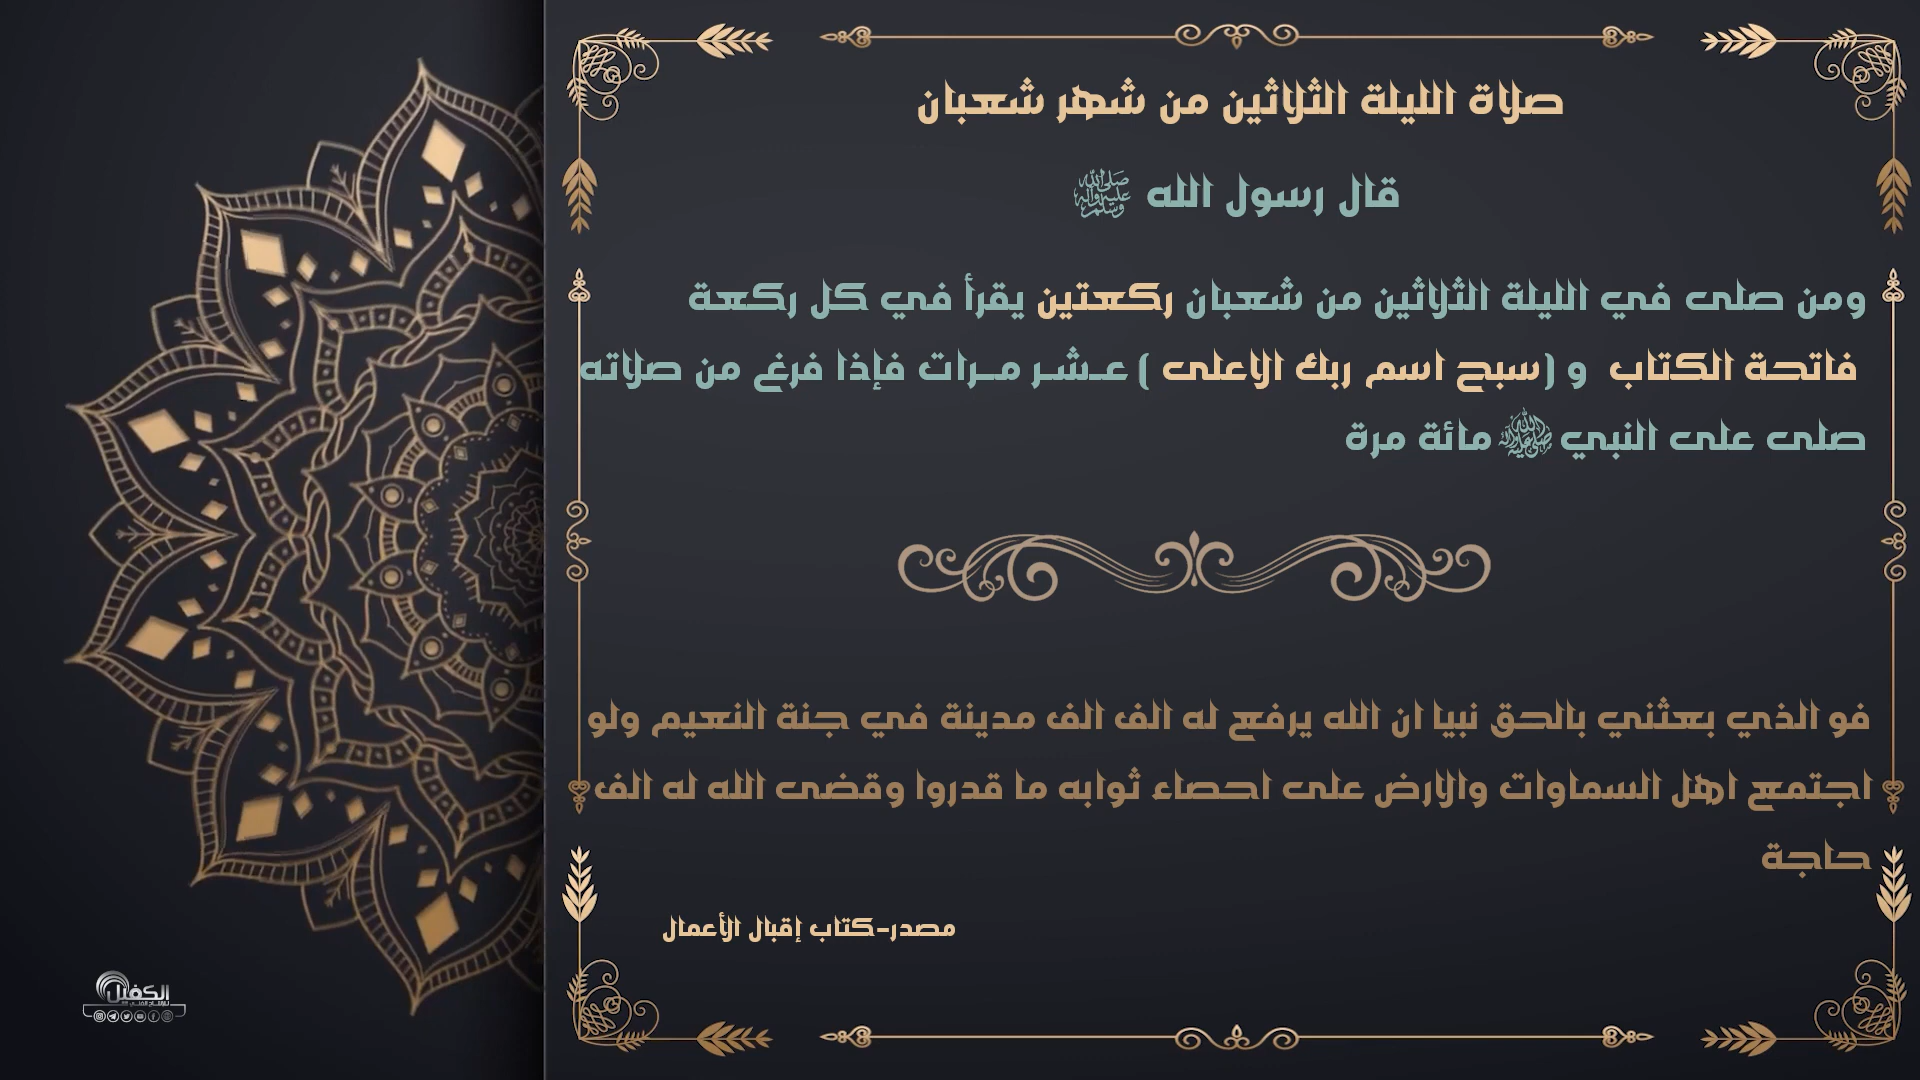 صلاة الليلة الثلاثين من شهر شعبان
قال رسول الله ﷺ
ومن صلى في الليلة الثلاثين من شعبان ركعتين يقرأ في كل ركعة
فاتحة الكتاب و (سبح اسم ربك الاعلى ) عـشـر مـرات فإذا فرغ من صلاته
صلى على النبي ﷺ مائة مرة
فو الذي بعثني بالحق نبيا ان الله يرفع له الف الف مدينة في جنة النعيم ولو
اجتمع اهل السماوات والارض على احصاء ثوابه ما قدروا وقضى الله له الف
حاجة
مصدر-كتاب إقبال الأعمال
الكفيل